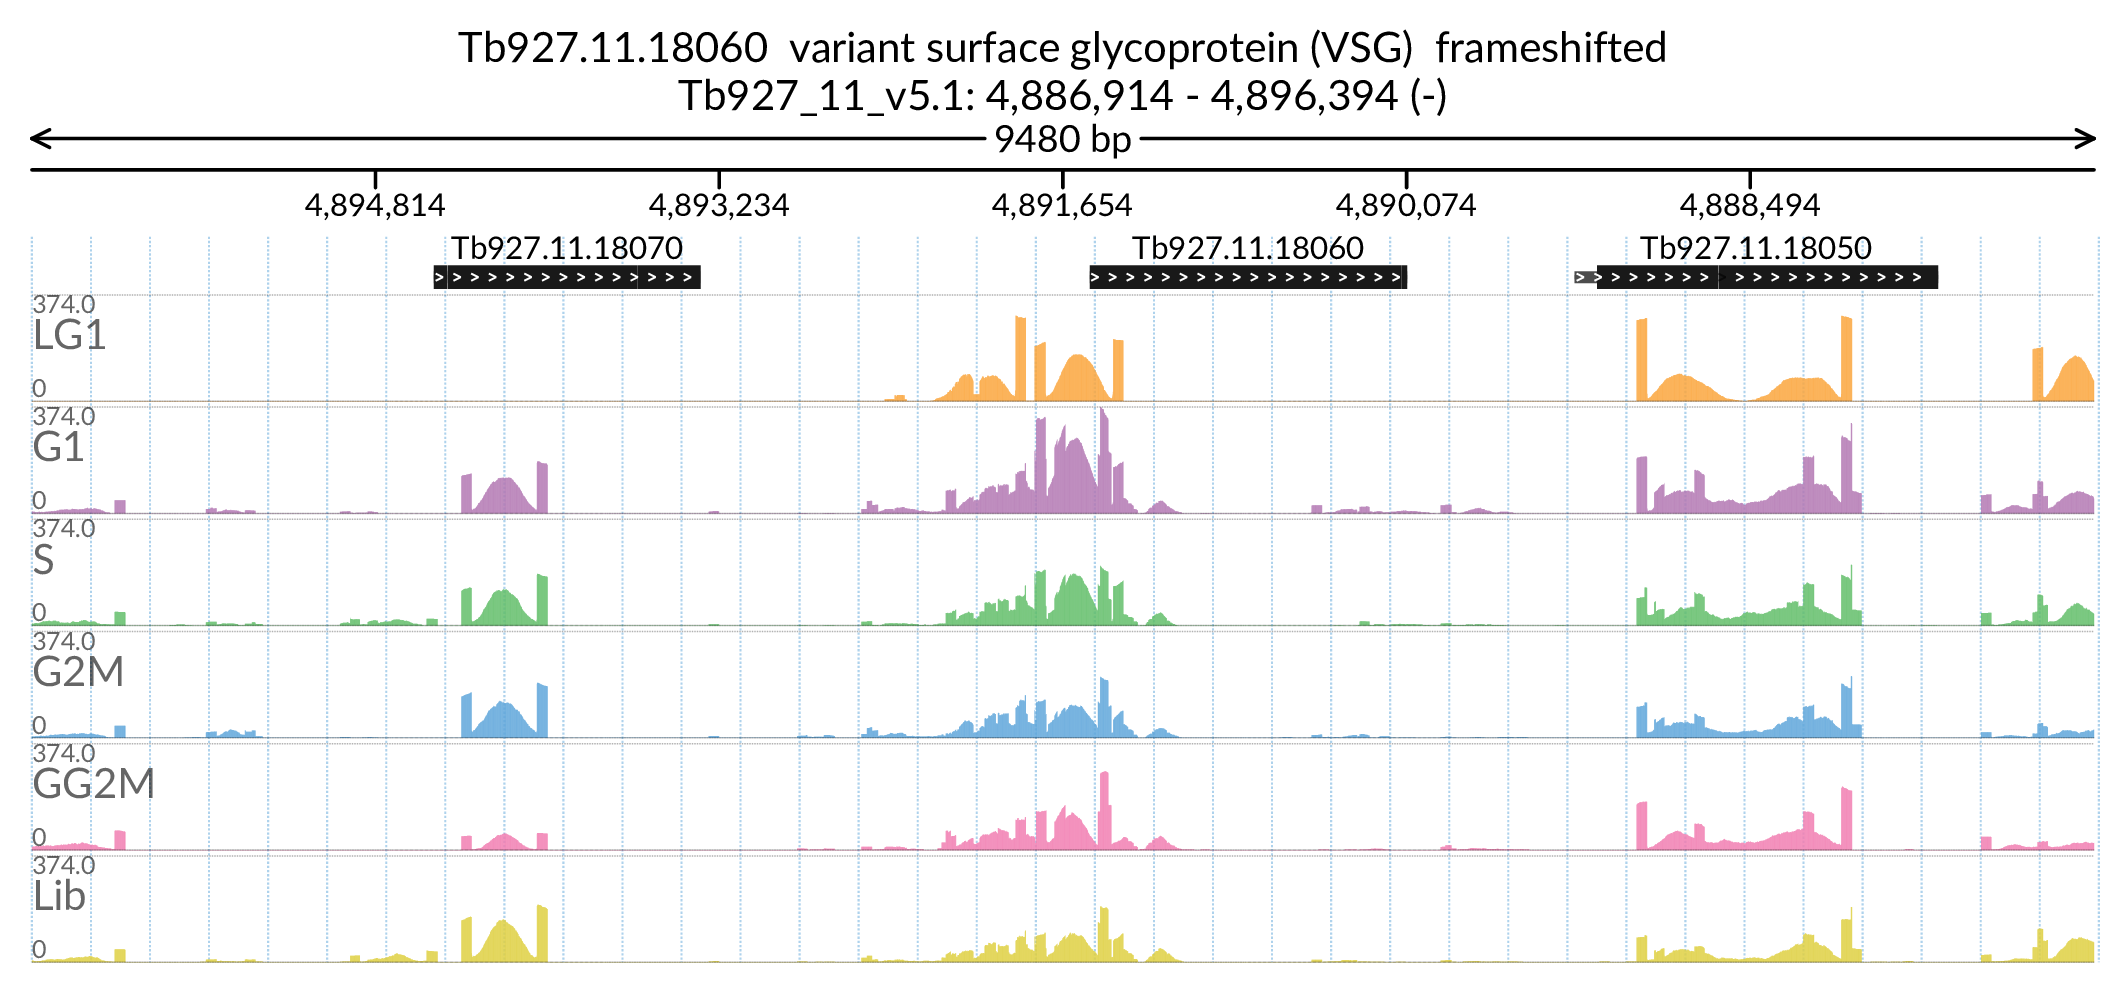 Tb927.11.18060  variant surface glycoprotein (VSG)  frameshifted
Tb927_11_v5.1: 4,886,914 - 4,896,394 (-)
9480 bp
4,894,814 4,893,234 4,891,654 4,890,074 4,888,494
Tb927.11.18070 Tb927.11.18060 Tb927.11.18050
374.0
LG1
0
374.0
G1
0
374.0
S
0
374.0
G2M
0
374.0
GG2M
0
374.0
Lib
0